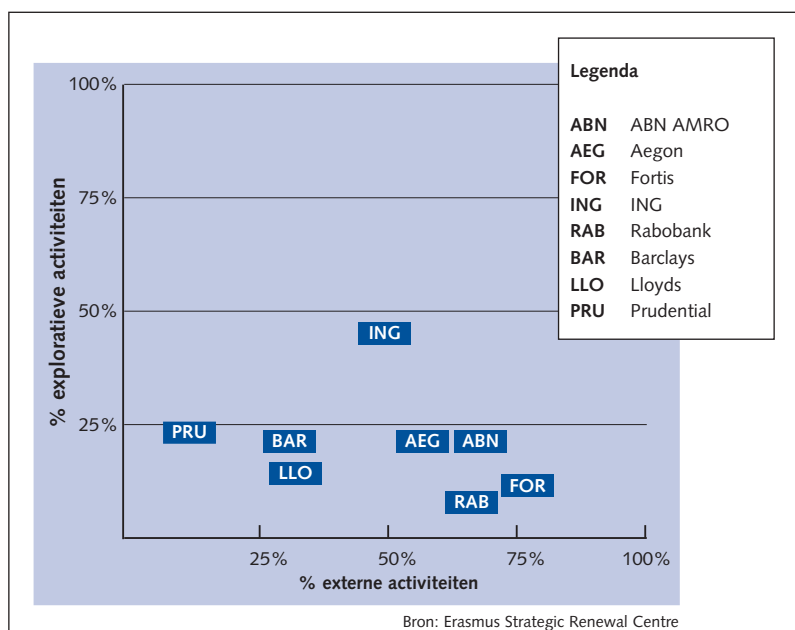 Legenda
ABN ABN AMRO
AEG Aegon
FOR Fortis
ING ING
RAB Rabobank
BAR Barclays
LLO Lloyds
PRU Prudential
% exploratieve activiteiten
100%
75%
50%
25%
ING
PRU
BAR
AEG
ABN
LLO
RAB
FOR
25%
50%
75%
100%
% externe activiteiten
Bron: Erasmus Strategic Renewal Centre